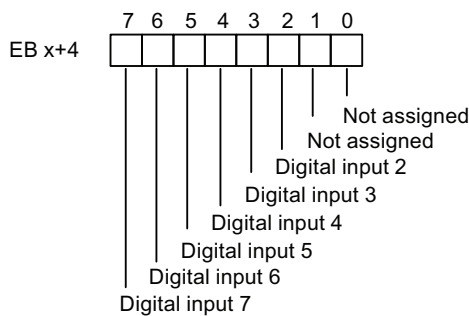 7 6 5 4 3 2 1 0
EB x+4
Not assigned
Not assigned
Digital input 2
Digital input 3
Digital input 4
Digital input 5
Digital input 6
Digital input 7